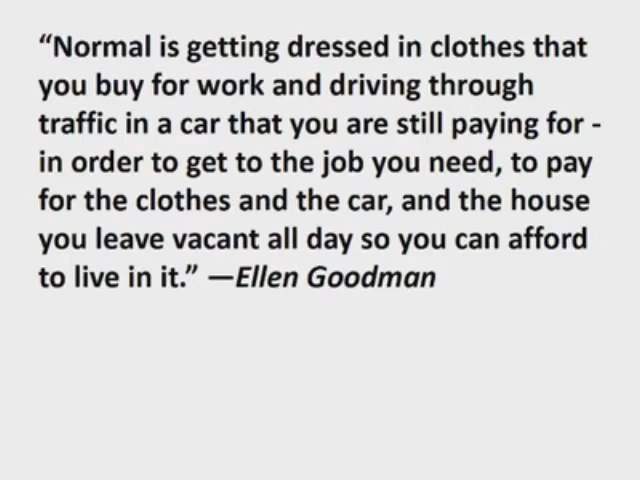 “Normal is getting dressed in clothes that
you buy for work and driving through
traffic in a car that you are still paying for -
in order to get to the job you need, to pay
for the clothes and the car, and the house
you leave vacant all day so you can afford
to live in it.” —Ellen Goodman